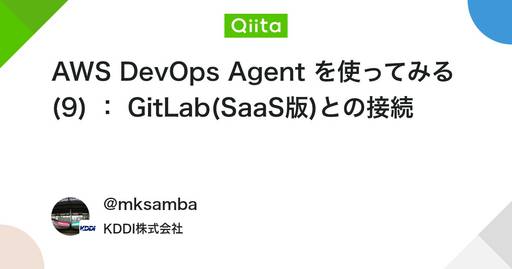 Qiita
AWS DevOps Agent を使ってみる
(9) ： GitLab(SaaS版)との接続
@mksamba
KDDI
KDDI株式会社